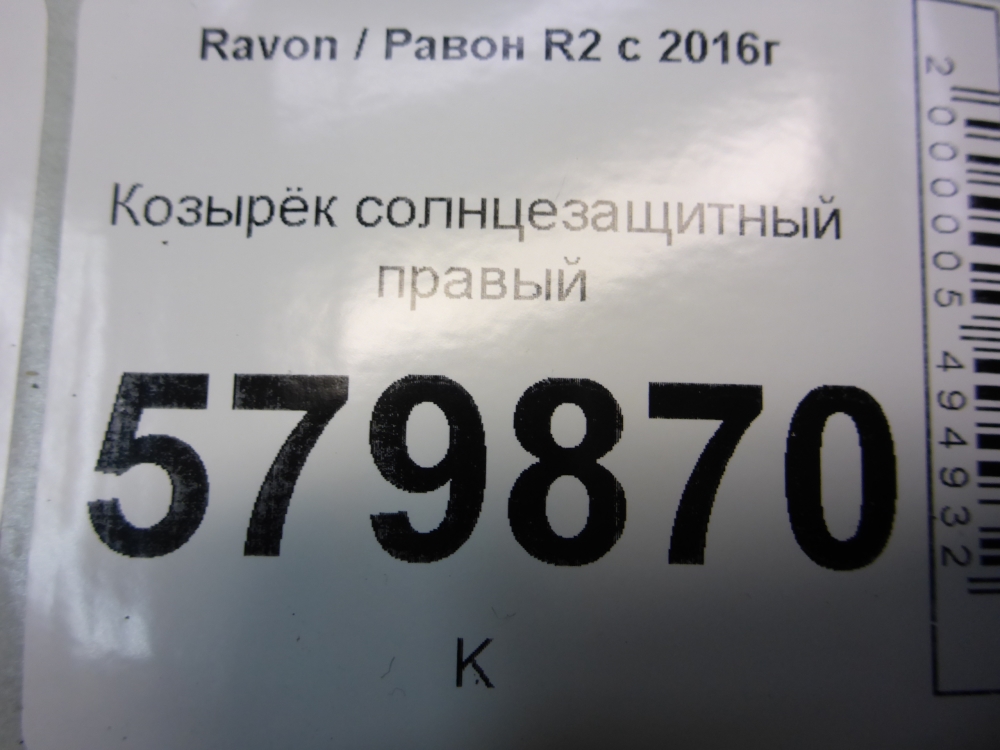 Ravon / Равон R2 с 2016г
Козырёк солнцезащитный
правый
579870
К
2000005494932